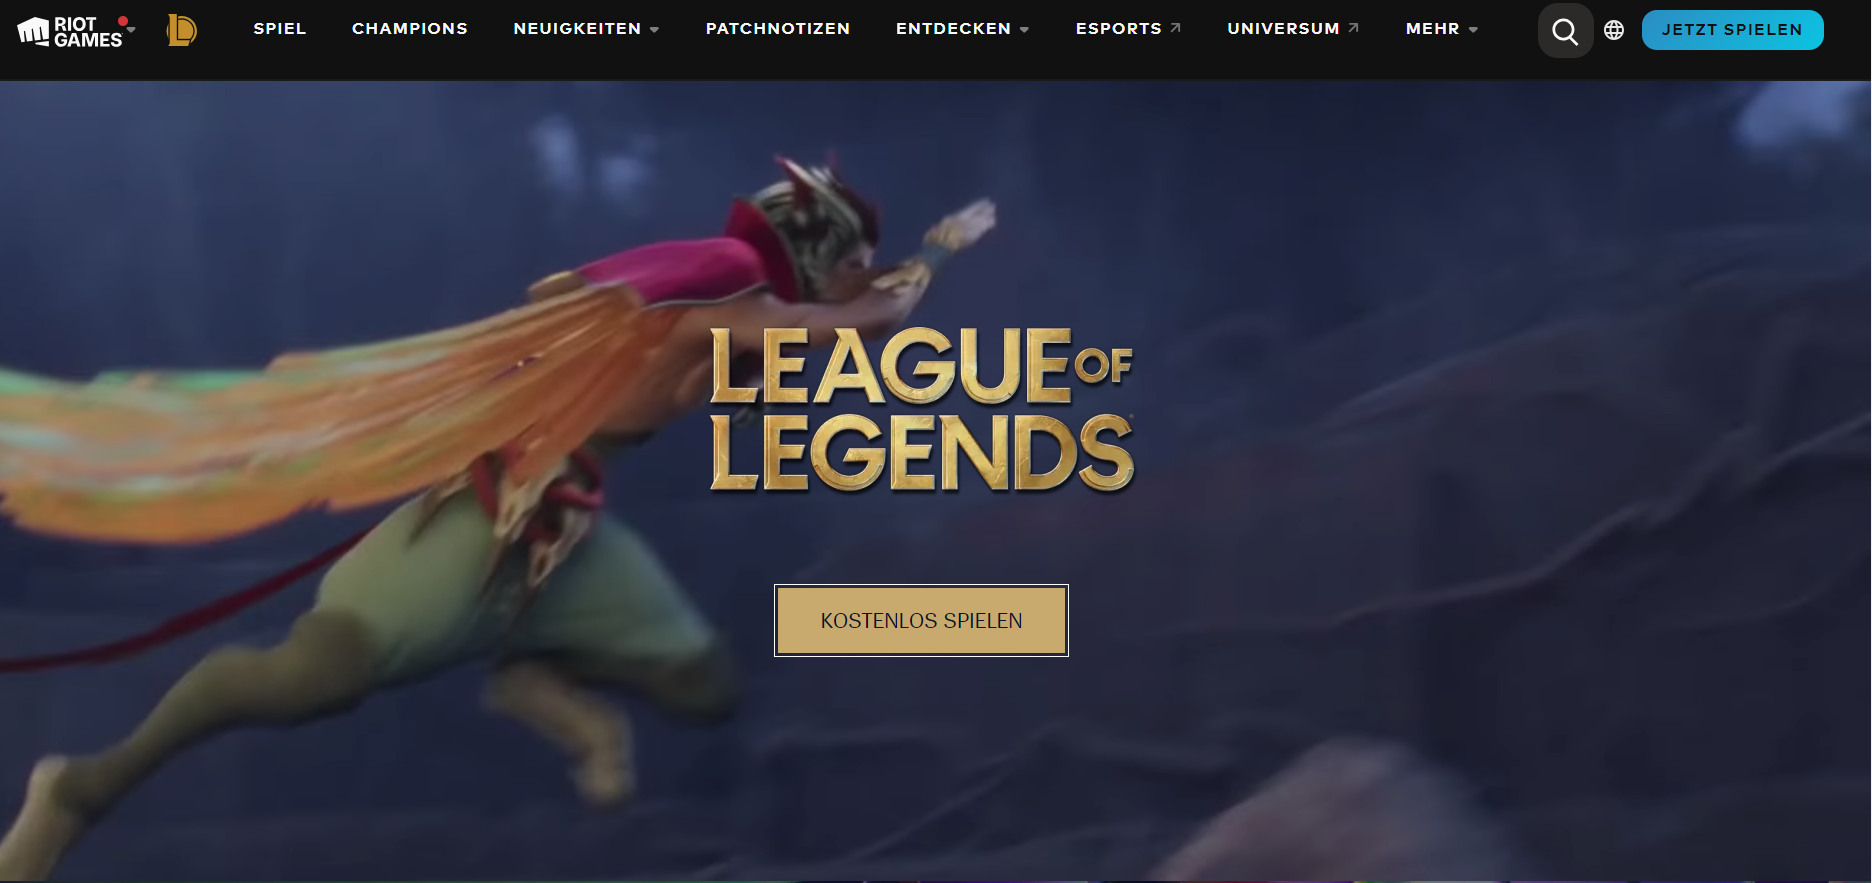 RIOT GAMES
SPIEL
CHAMPIONS
NEUIGKEITEN
PATCHNOTIZEN
ENTDECKEN
ESPORTS
UNIVERSUM
MEHR
JETZT SPIELEN
LEAGUE OF
LEGENDS
KOSTENLOS SPIELEN